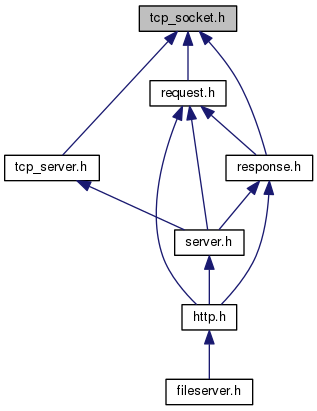 tcp_socket.h
request.h
tcp_server.h
response.h
server.h
http.h
fileserver.h